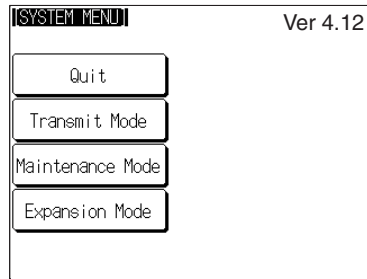 SYSTEM MENU
Ver 4.12
Quit
Transmit Mode
Maintenance Mode
Expansion Mode